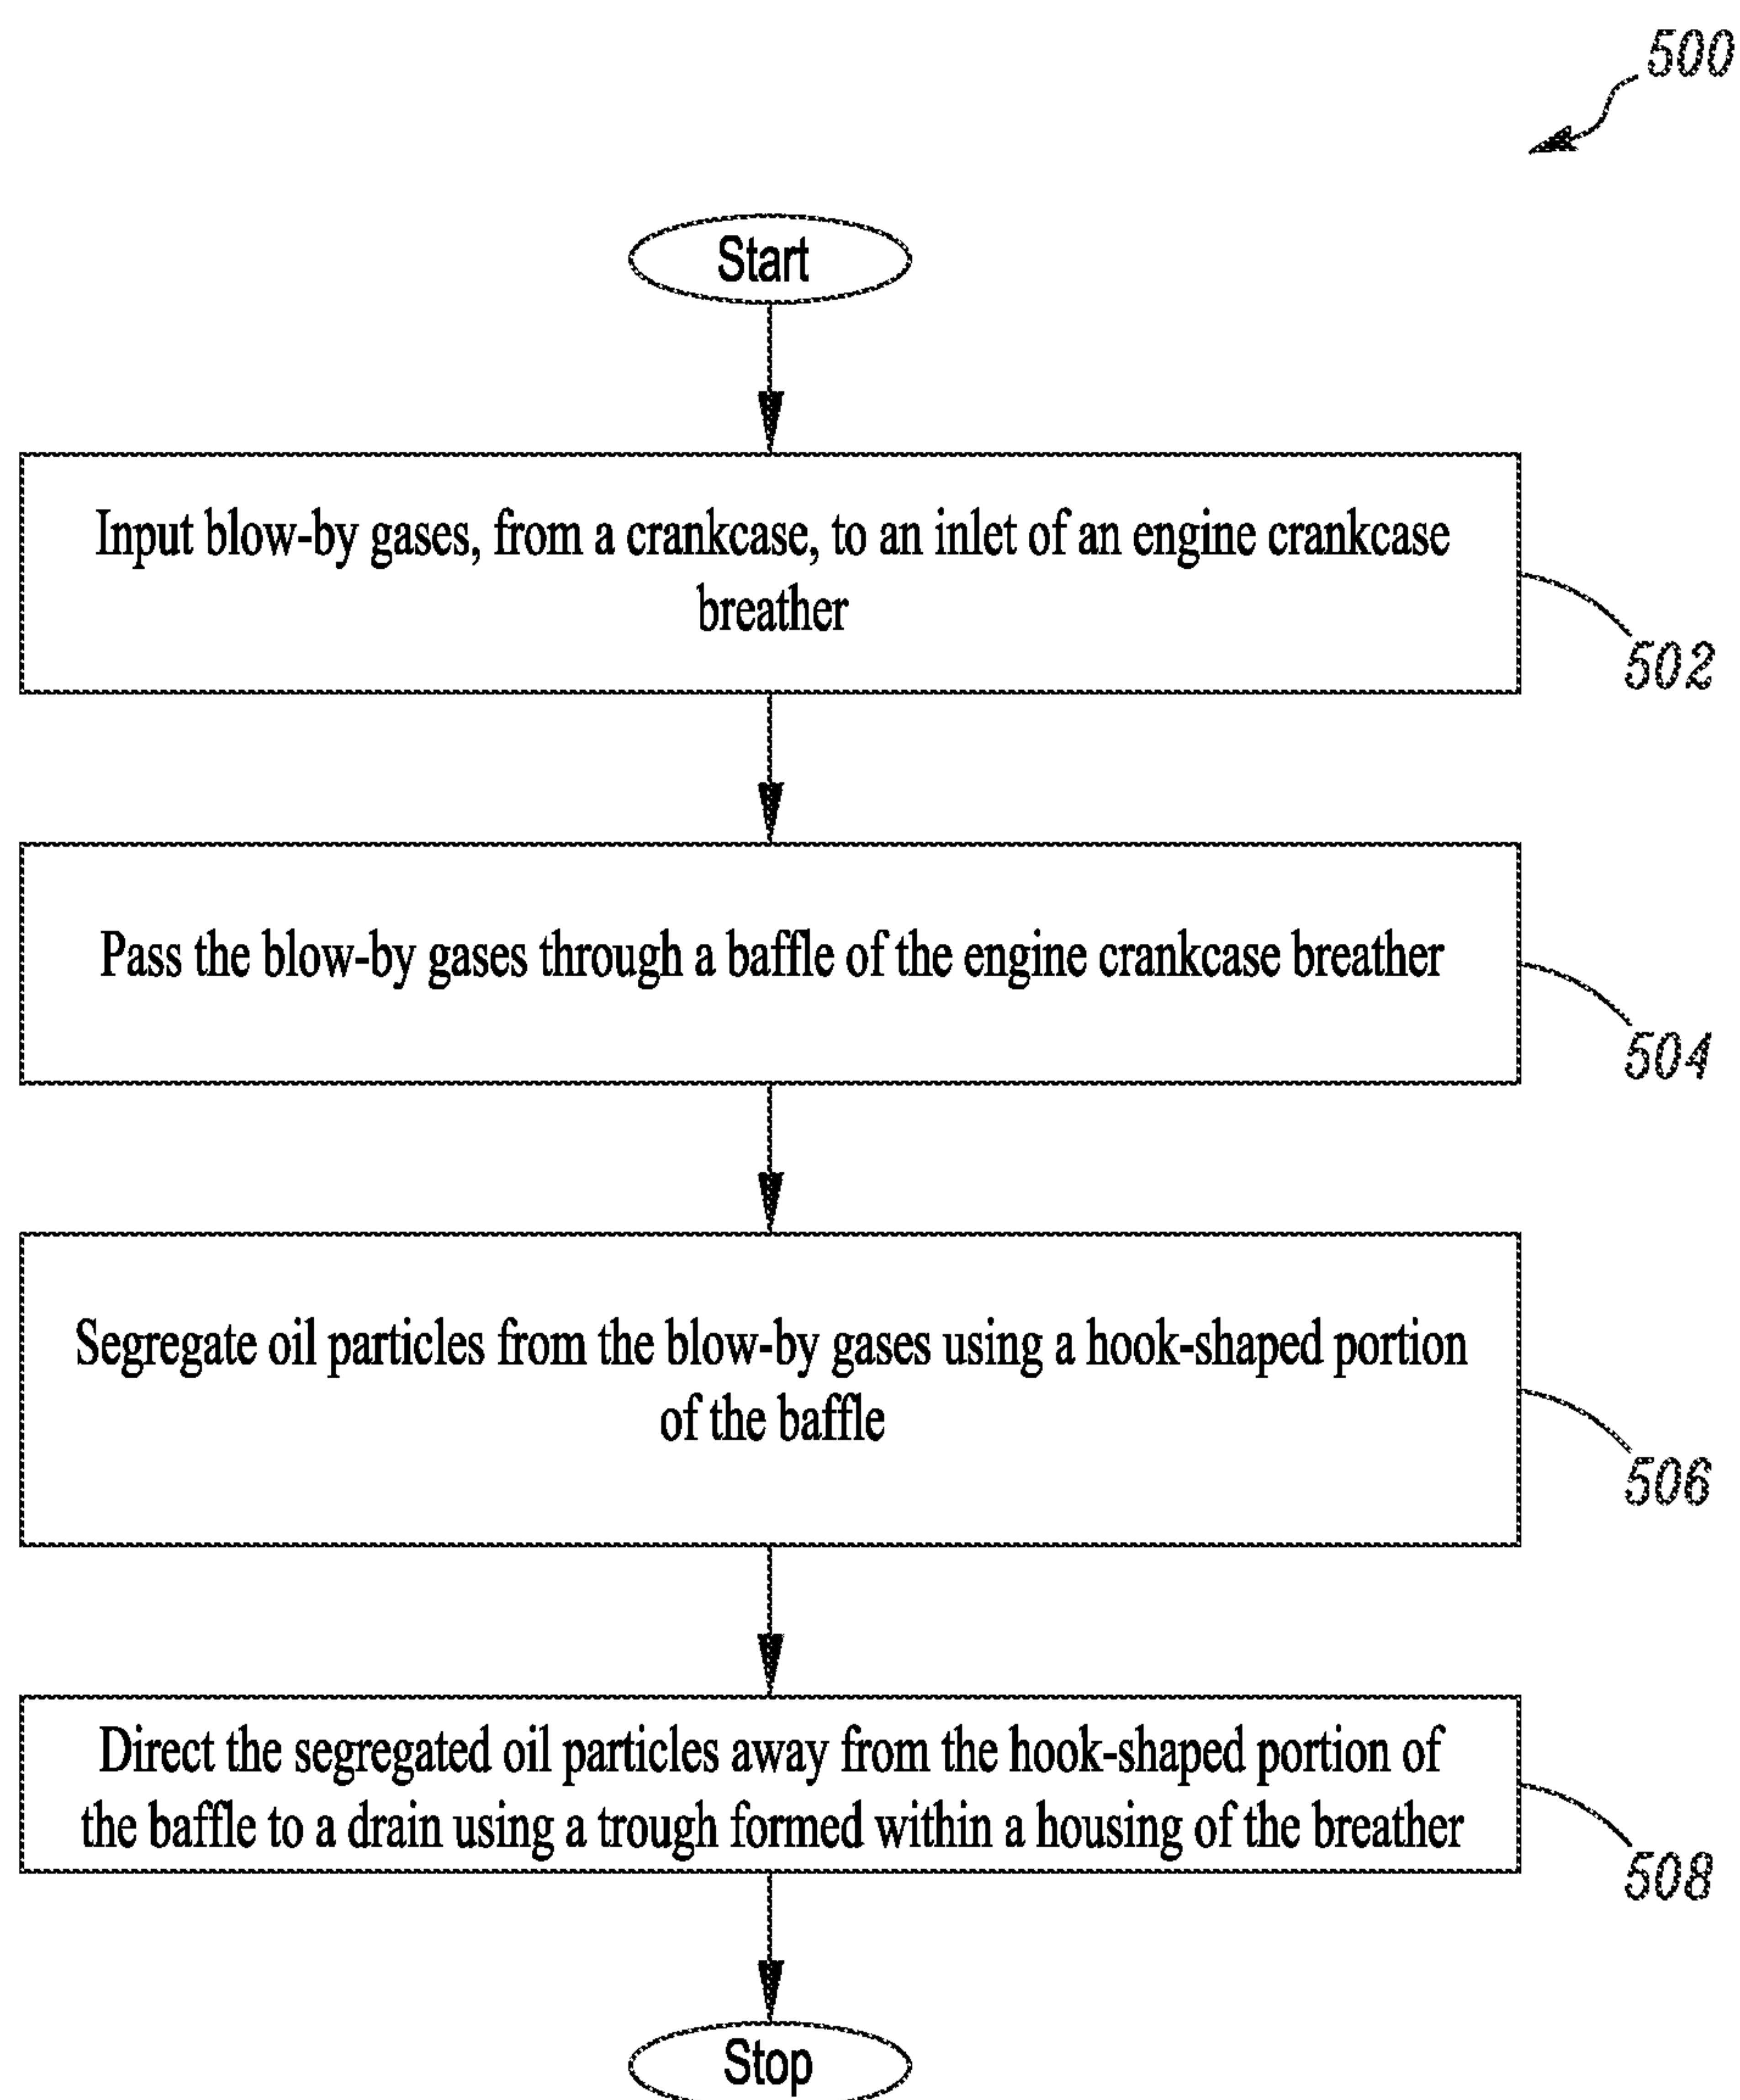 500
Start
Input blow-by gases, from a crankcase, to an inlet of an engine crankcase
breather
502
Pass the blow-by gases through a baffle of the engine crankcase breather
504
Segregate oil particles from the blow-by gases using a hook-shaped portion
of the baffle
506
Direct the segregated oil particles away from the hook-shaped portion of
the baffle to a drain using a trough formed within a housing of the breather
508
Stop